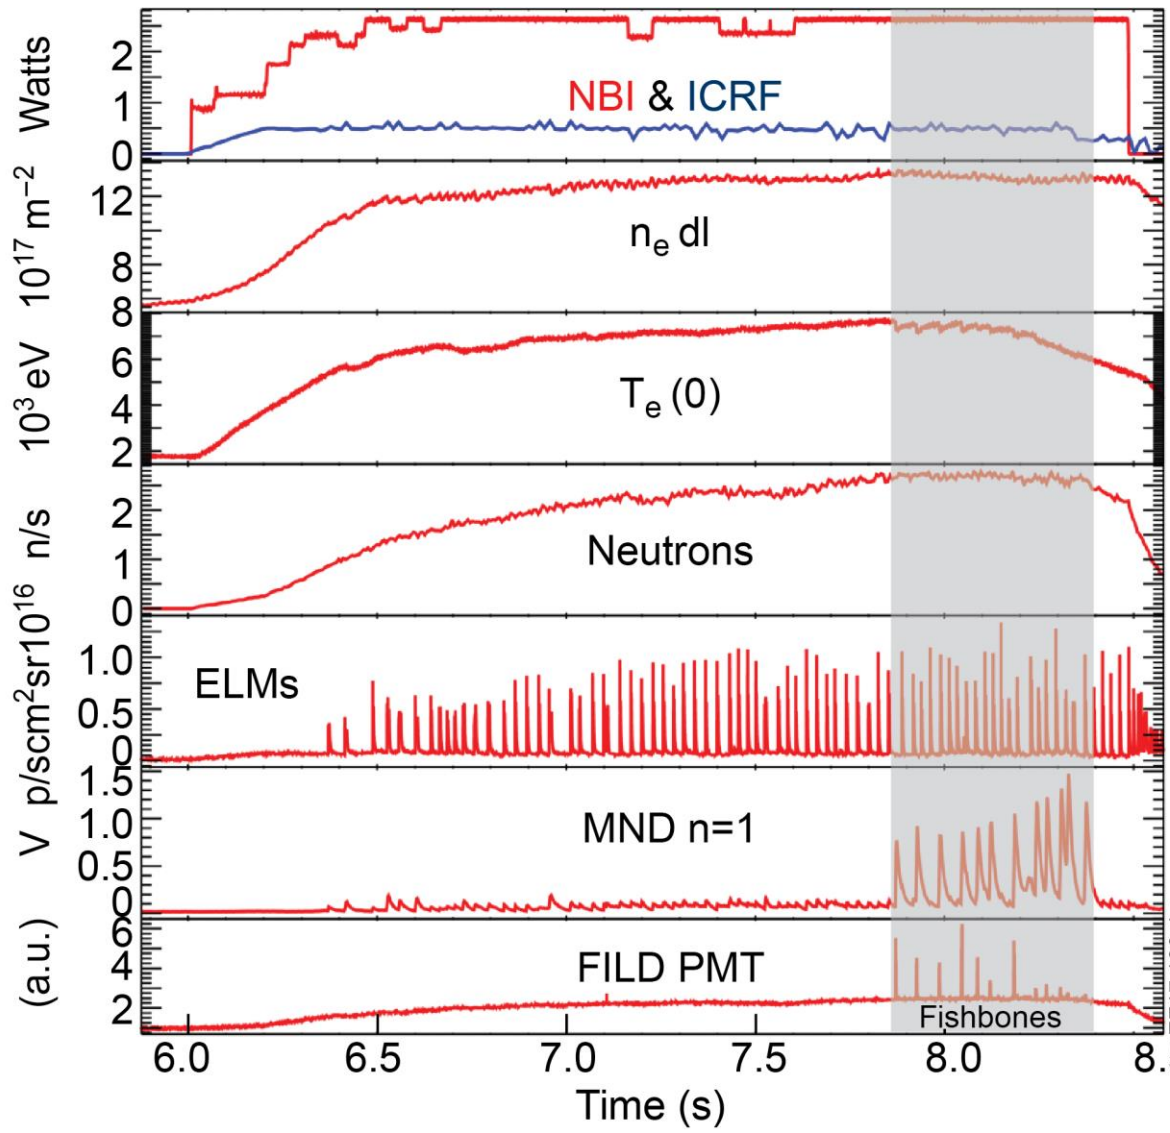 Watts
2
1
0
NBI & ICRF
10¹⁷ m⁻²
12
8
8
nₑ dl
10³ eV
8
6
4
2
Tₑ (0)
n/s
2
1
0
Neutrons
p/scm²sr10¹⁶
1.0
0.5
0
ELMs
V
1.5
1.0
0.5
0
MND n=1
(a.u.)
6
4
2
FILD PMT
Fishbones
6.0 6.5 7.0 7.5 8.0 8.
Time (s)